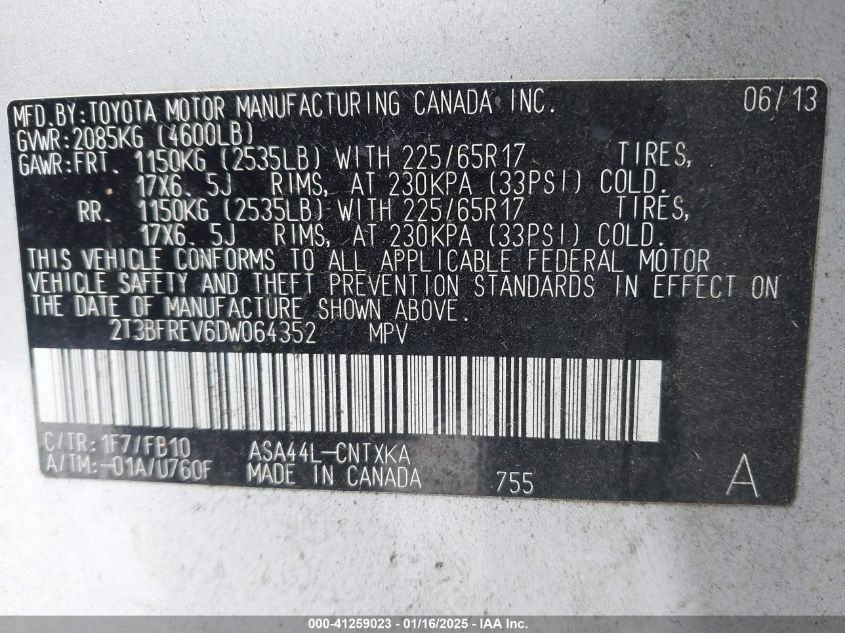 MFD.BY:TOYOTA MOTOR MANUFACTURING CANADA INC. 06/13
GVWR:2085KG (4600LB)
GAWR:FRT. 1150KG (2535LB) WITH 225/65R17 TIRES,
17X6.5J RIMS, AT 230KPA (33PSI) COLD.
RR. 1150KG (2535LB) WITH 225/65R17 TIRES,
17X6.5J RIMS, AT 230KPA (33PSI) COLD.
THIS VEHICLE CONFORMS TO ALL APPLICABLE FEDERAL MOTOR
VEHICLE SAFETY AND THEFT PREVENTION STANDARDS IN EFFECT ON
THE DATE OF MANUFACTURE SHOWN ABOVE.
2T3BFREV6DW064352 MPV
C/TR:1F7/FB10 ASA44L-CNTXKA
A/TM:-01A/U760F MADE IN CANADA 755 A
000-41259023 - 01/16/2025 - IAAI.COM